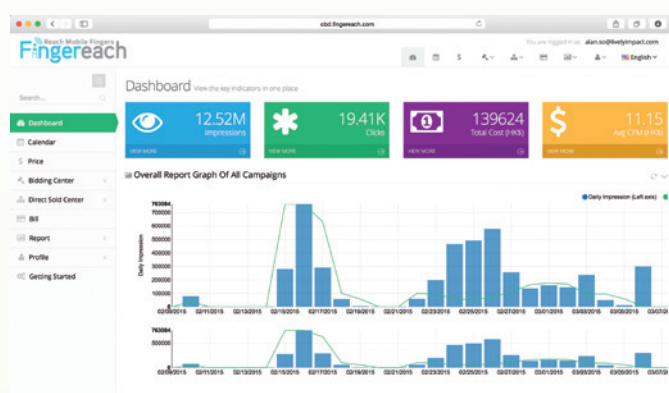 cbd.fingereach.com
Reach Mobile Fingers
Fingereach
You are logged in as alan.so@livelyimpact.com
$
English
Search...
Dashboard View the key indicators in one place
Dashboard
Calendar
$ Price
Bidding Center
Direct Sold Center
Bill
Report
Profile
Getting Started
12.52M
Impressions
VIEW MORE
19.41K
Clicks
VIEW MORE
139624
Total Cost (HK$)
VIEW MORE
$
11.15
Avg CPM (HK$)
VIEW MORE
Overall Report Graph Of All Campaigns
Daily Impression (Left axis)
Daily Impression
763084
700000
600000
500000
400000
300000
200000
100000
000000
02/09/2015 02/11/2015 02/13/2015 02/15/2015 02/17/2015 02/19/2015 02/21/2015 02/23/2015 02/25/2015 02/27/2015 03/01/2015 03/03/2015 03/05/2015 03/07/20
763084
500000
000000
02/09/2015 02/11/2015 02/13/2015 02/15/2015 02/17/2015 02/19/2015 02/21/2015 02/23/2015 02/25/2015 02/27/2015 03/01/2015 03/03/2015 03/05/2015 03/07/20